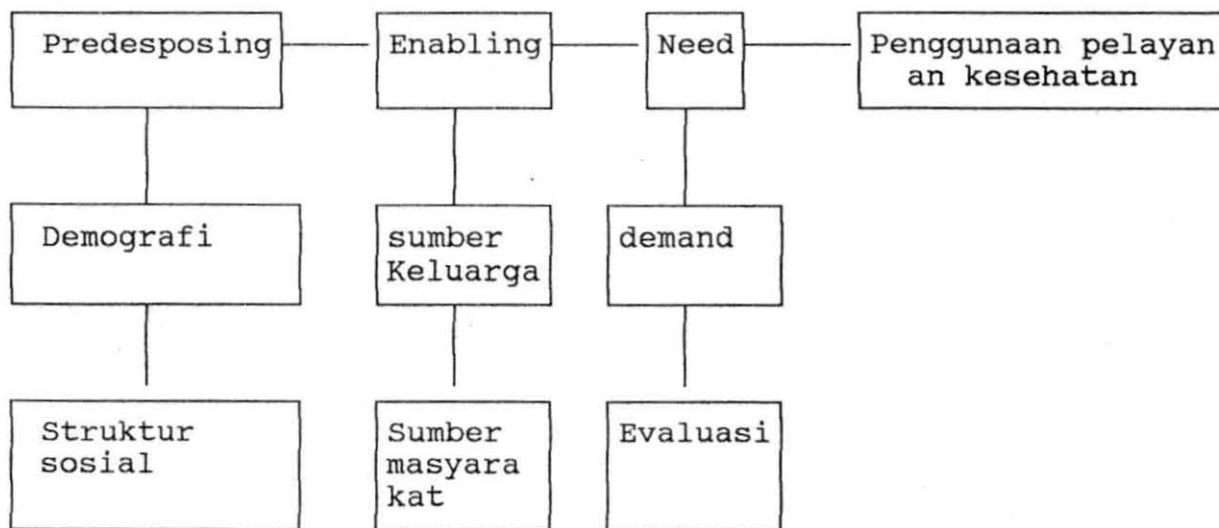 Predesposing
Enabling
Need
Penggunaan pelayan
an kesehatan
Demografi
sumber
Keluarga
demand
Struktur
sosial
Sumber
masyara
kat
Evaluasi